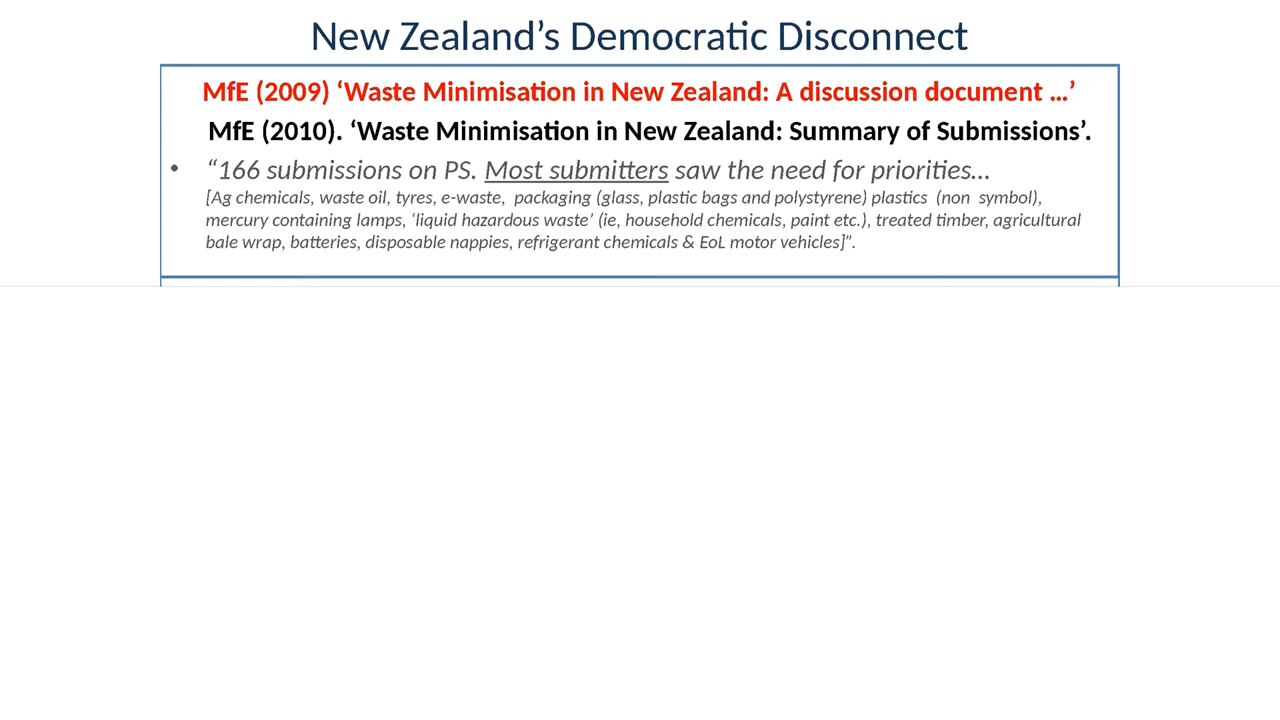 New Zealand’s Democratic Disconnect
MfE (2009) ‘Waste Minimisation in New Zealand: A discussion document …’
MfE (2010). ‘Waste Minimisation in New Zealand: Summary of Submissions’.
• “166 submissions on PS. Most submitters saw the need for priorities…
[Ag chemicals, waste oil, tyres, e-waste,  packaging (glass, plastic bags and polystyrene) plastics  (non  symbol),
mercury containing lamps, ‘liquid hazardous waste’ (ie, household chemicals, paint etc.), treated timber, agricultural
bale wrap, batteries, disposable nappies, refrigerant chemicals & EoL motor vehicles]”.